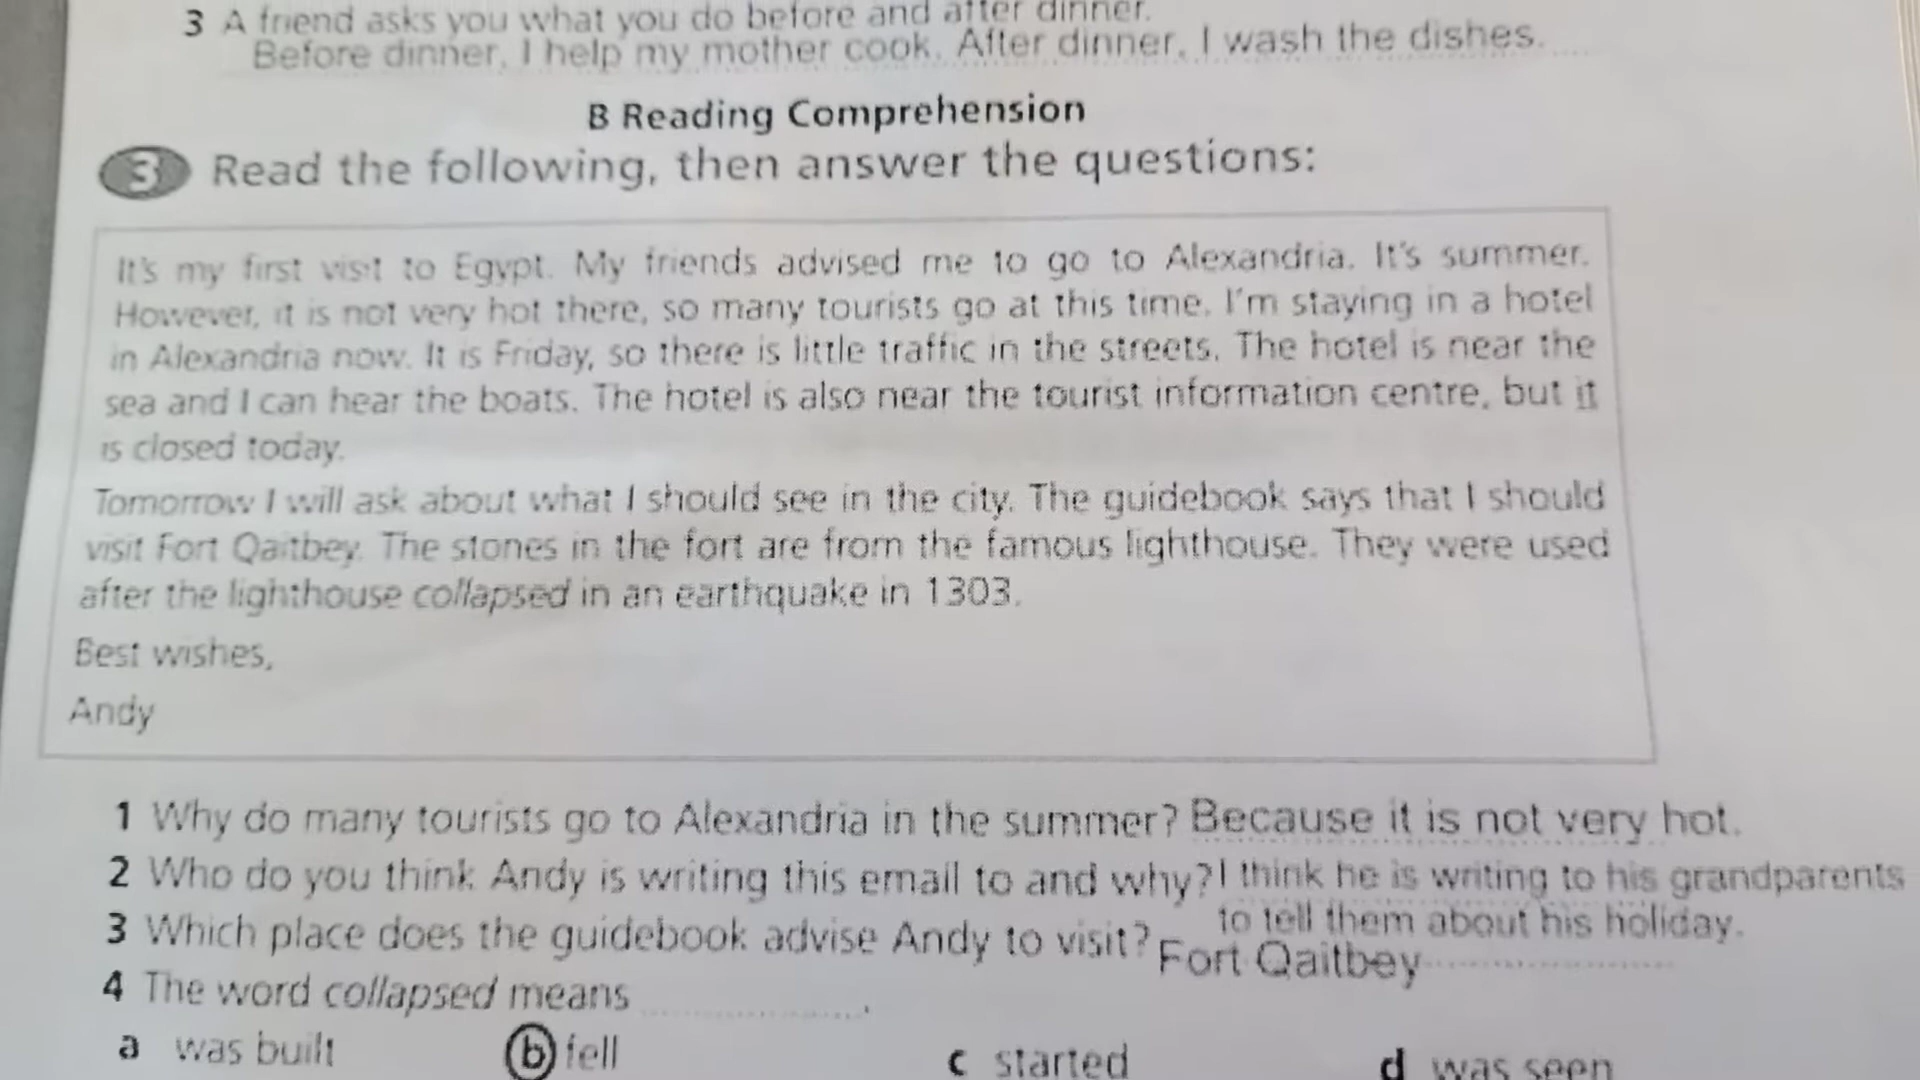 3 A friend asks you what you do before and after dinner.
Before dinner, I help my mother cook. After dinner, I wash the dishes.
B Reading Comprehension
3 Read the following, then answer the questions:
It's my first visit to Egypt. My friends advised me to go to Alexandria. It's summer.
However, it is not very hot there, so many tourists go at this time. I'm staying in a hotel
in Alexandria now. It is Friday, so there is little traffic in the streets. The hotel is near the
sea and I can hear the boats. The hotel is also near the tourist information centre, but it
is closed today.
Tomorrow I will ask about what I should see in the city. The guidebook says that I should
visit Fort Qaitbey. The stones in the fort are from the famous lighthouse. They were used
after the lighthouse collapsed in an earthquake in 1303.
Best wishes,
Andy
1 Why do many tourists go to Alexandria in the summer? Because it is not very hot.
2 Who do you think Andy is writing this email to and why? I think he is writing to his grandparents
to tell them about his holiday.
3 Which place does the guidebook advise Andy to visit? Fort Qaitbey
4 The word collapsed means ............
a was built b fell c started d was seen